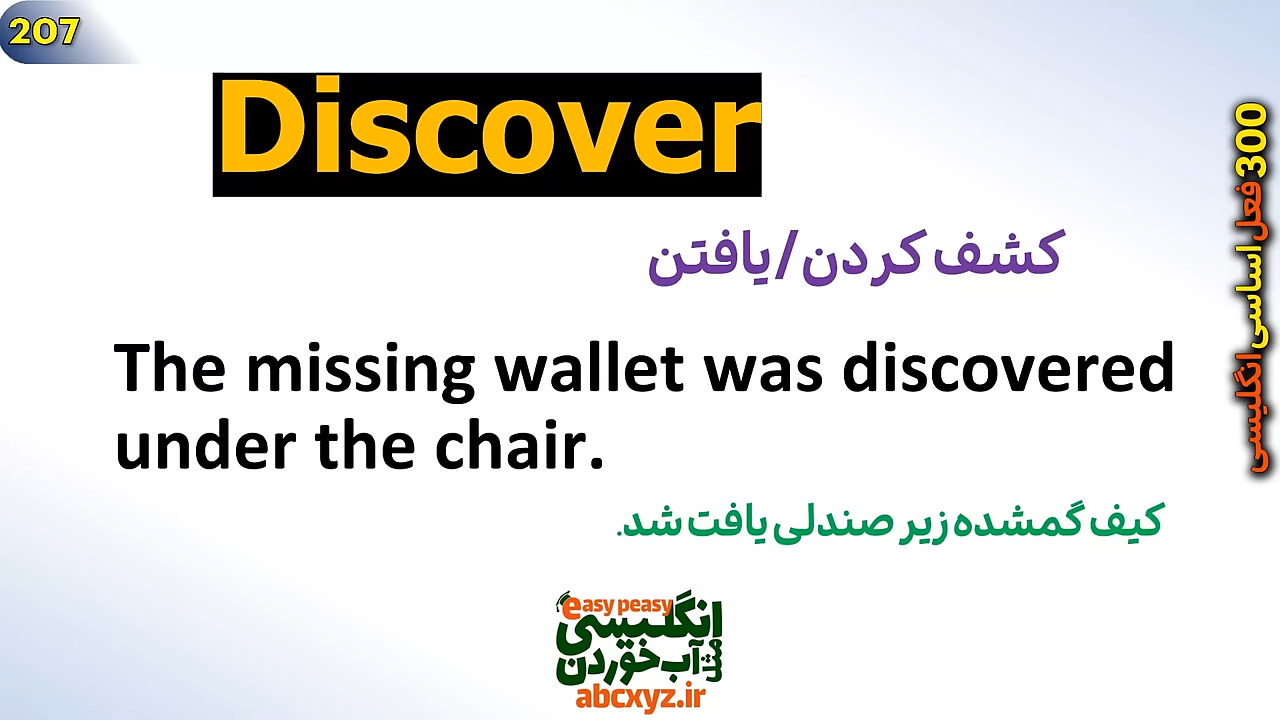 207
Discover
کشف کردن/یافتن
The missing wallet was discovered
under the chair.
کیف گمشده زیر صندلی یافت شد.
300 فعل اساسی انگلیسی
easy peasy
انگلیسی
مثل آب خوردن
abcxyz.ir